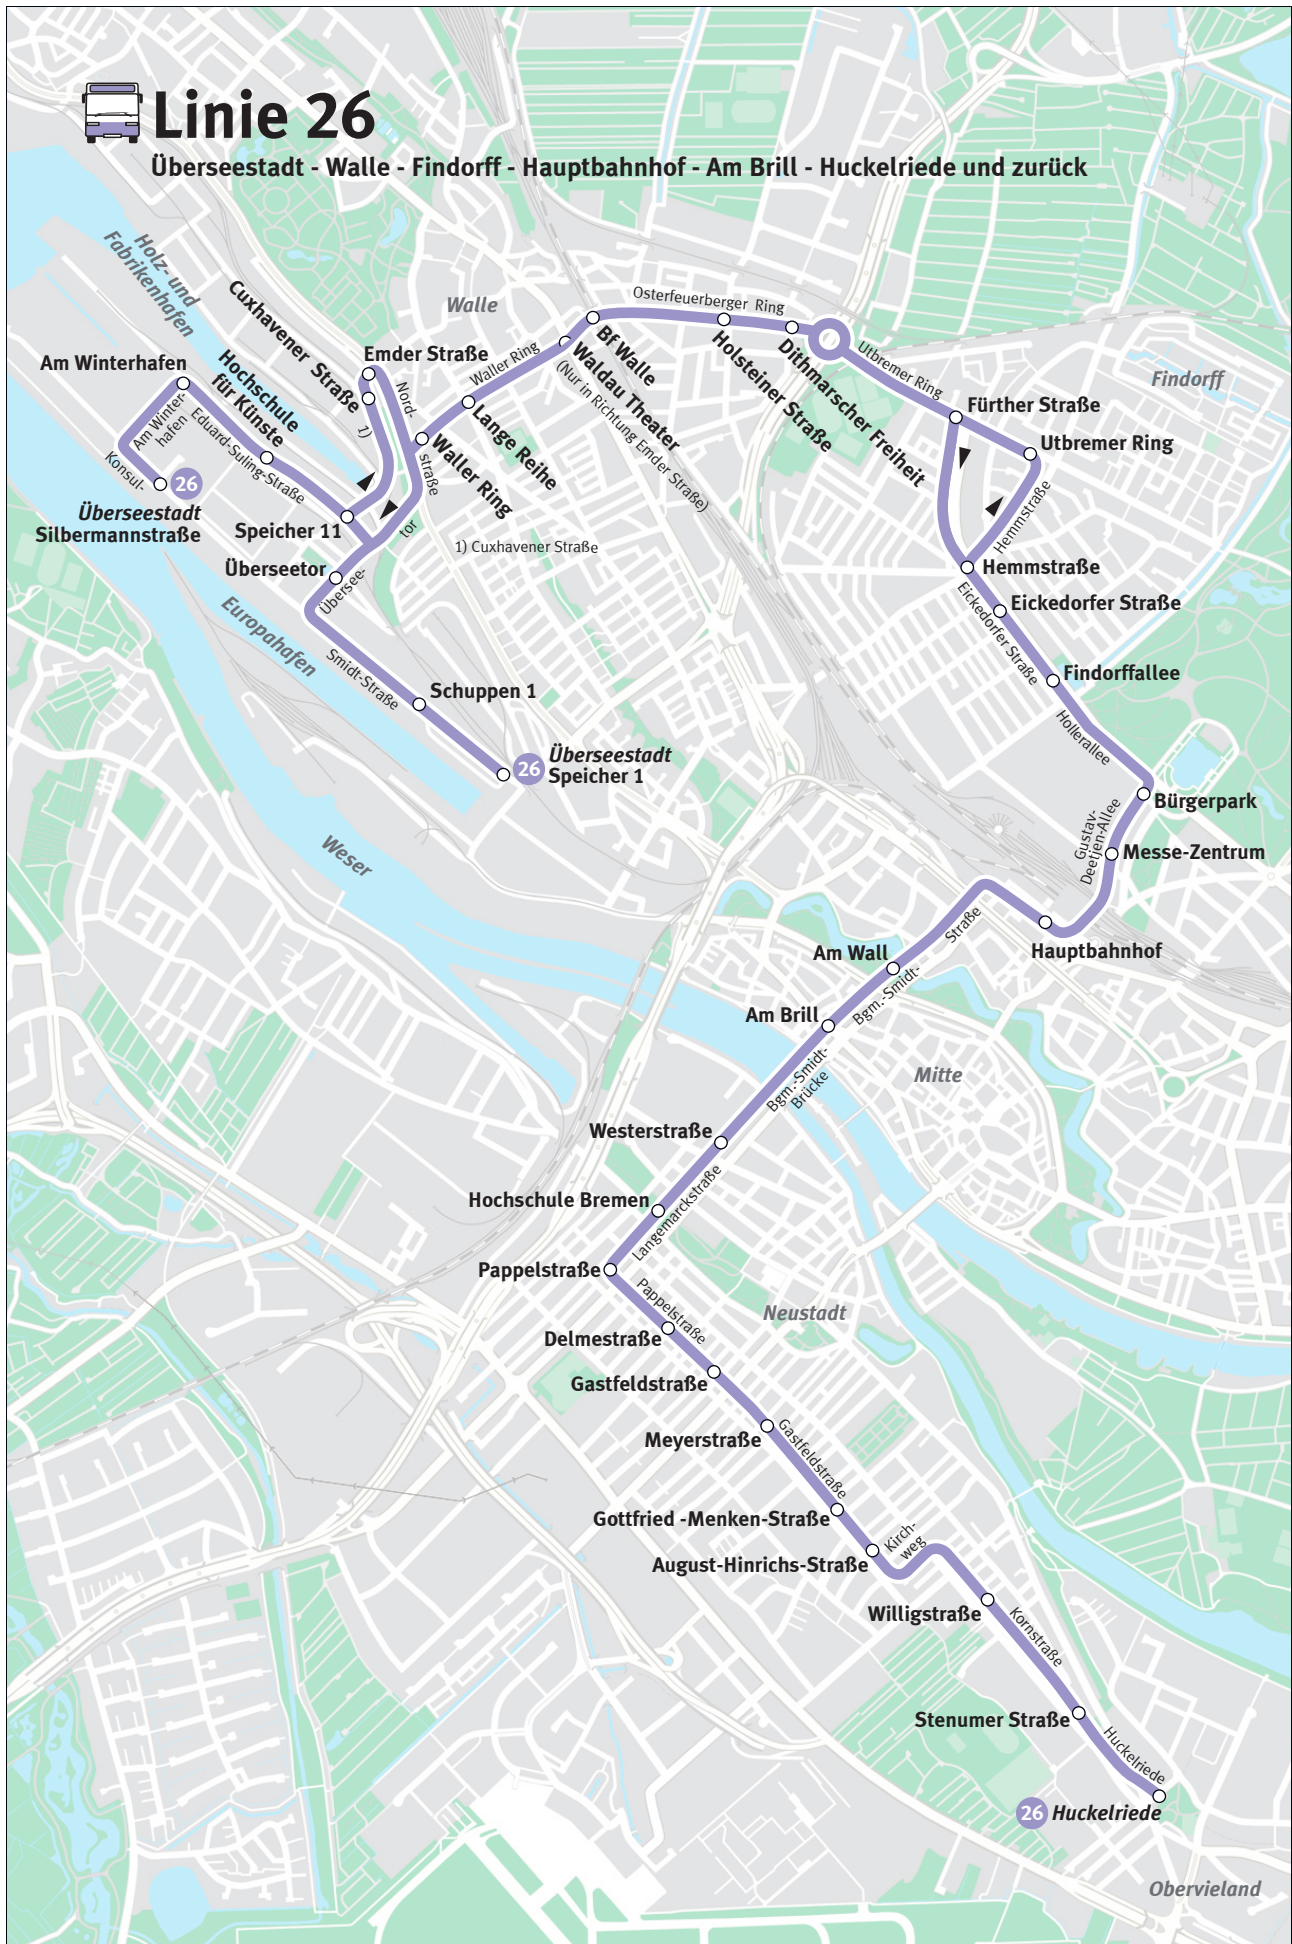 Linie 26
Überseestadt - Walle - Findorff - Hauptbahnhof - Am Brill - Huckelriede und zurück
Holz- und
Fabrikenhafen
Walle
Osterfeuerberger Ring
Cuxhavener Straße
Emder Straße
Nord-
straße
1)
Waller Ring
Bf Walle
Waldau Theater
(Nur in Richtung Emder Straße)
Holsteiner Straße
Dithmarscher Freiheit
Utbremer Ring
Findorff
Am Winterhafen
Hochschule
für Künste
Am Winter-
hafen
Eduard-Suling-Straße
Konsul-
26
Überseestadt
Silbermannstraße
Lange Reihe
Waller Ring
Fürther Straße
Utbremer Ring
Hemmstraße
Speicher 11
tor
1) Cuxhavener Straße
Überseetor
Übersee-
Hemmstraße
Eickedorfer Straße
Eickedorfer Straße
Europahafen
Smidt-Straße
Schuppen 1
Findorffallee
Hollerallee
26
Überseestadt
Speicher 1
Bürgerpark
Gustav-
Deetjen-Allee
Messe-Zentrum
Weser
Straße
Hauptbahnhof
Am Wall
Bgm.-Smidt-
Am Brill
Bgm.-Smidt-
Brücke
Mitte
Westerstraße
Hochschule Bremen
Langemarckstraße
Pappelstraße
Pappelstraße
Neustadt
Delmestraße
Gastfeldstraße
Meyerstraße
Gastfeldstraße
Gottfried -Menken-Straße
Kirch-
weg
August-Hinrichs-Straße
Willigstraße
Kornstraße
Stenumer Straße
Huckelriede
26
Huckelriede
Obervieland